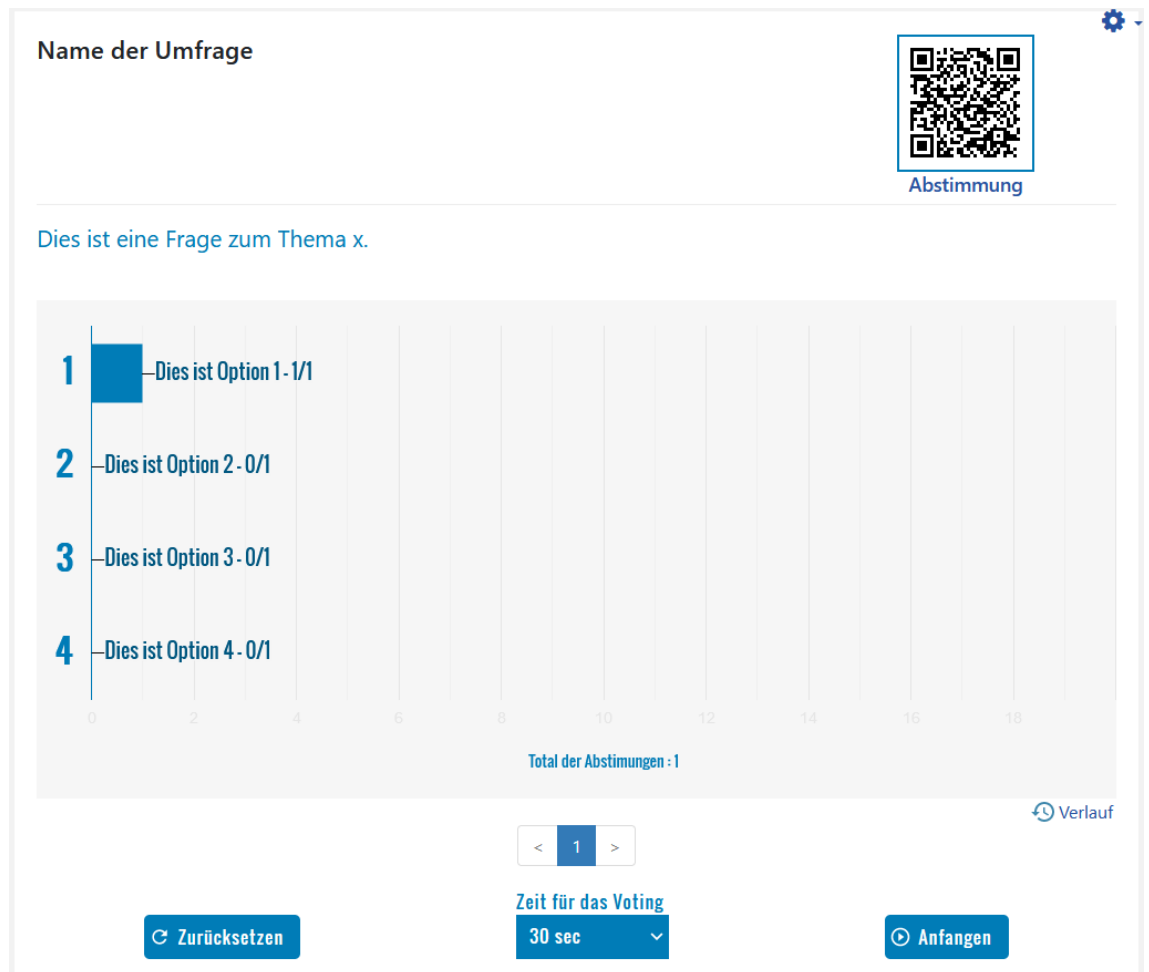 Name der Umfrage
Abstimmung
Dies ist eine Frage zum Thema x.
1 Dies ist Option 1 - 1/1
2 Dies ist Option 2 - 0/1
3 Dies ist Option 3 - 0/1
4 Dies ist Option 4 - 0/1
0 2 4 6 8 10 12 14 16 18
Total der Abstimungen : 1
Verlauf
< 1 >
Zeit für das Voting
Zurücksetzen 30 sec Anfangen